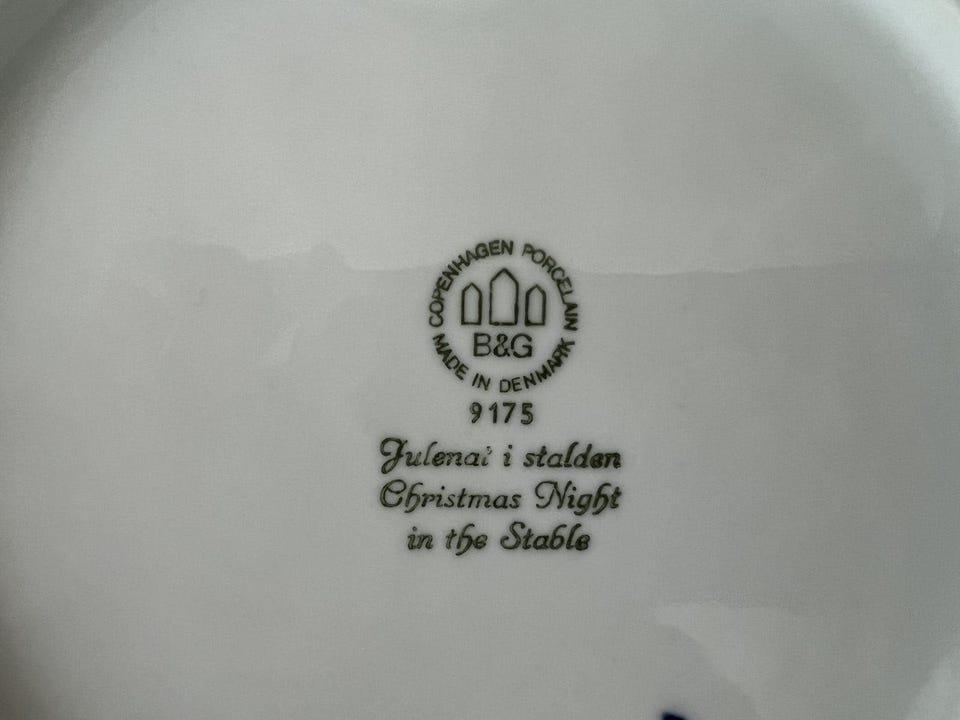 COPENHAGEN PORCELAIN
B&G
MADE IN DENMARK
9175
Julenat i stalden
Christmas Night
in the Stable